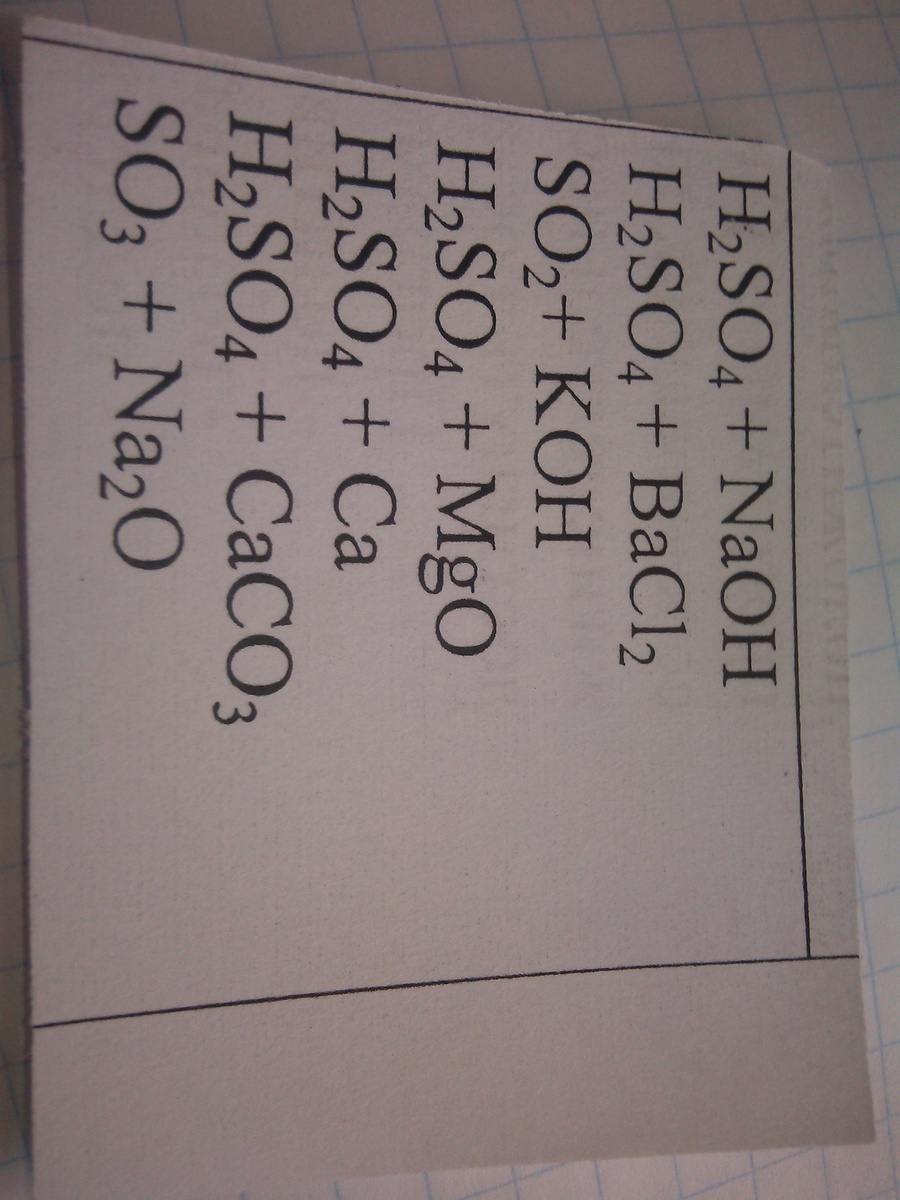 H₂SO₄ + NaOH
H₂SO₄ + BaCl₂
SO₂ + KOH
H₂SO₄ + MgO
H₂SO₄ + Ca
H₂SO₄ + CaCO₃
SO₃ + Na₂O